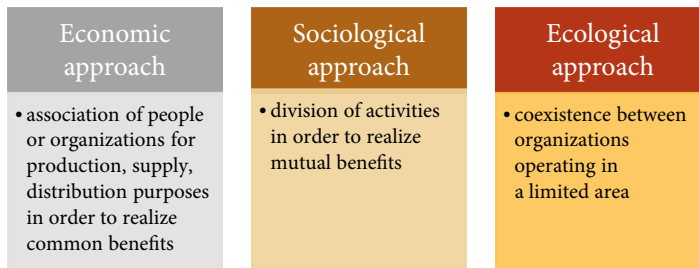 Economic
approach
• association of people
or organizations for
production, supply,
distribution purposes
in order to realize
common benefits
Sociological
approach
• division of activities
in order to realize
mutual benefits
Ecological
approach
• coexistence between
organizations
operating in
a limited area